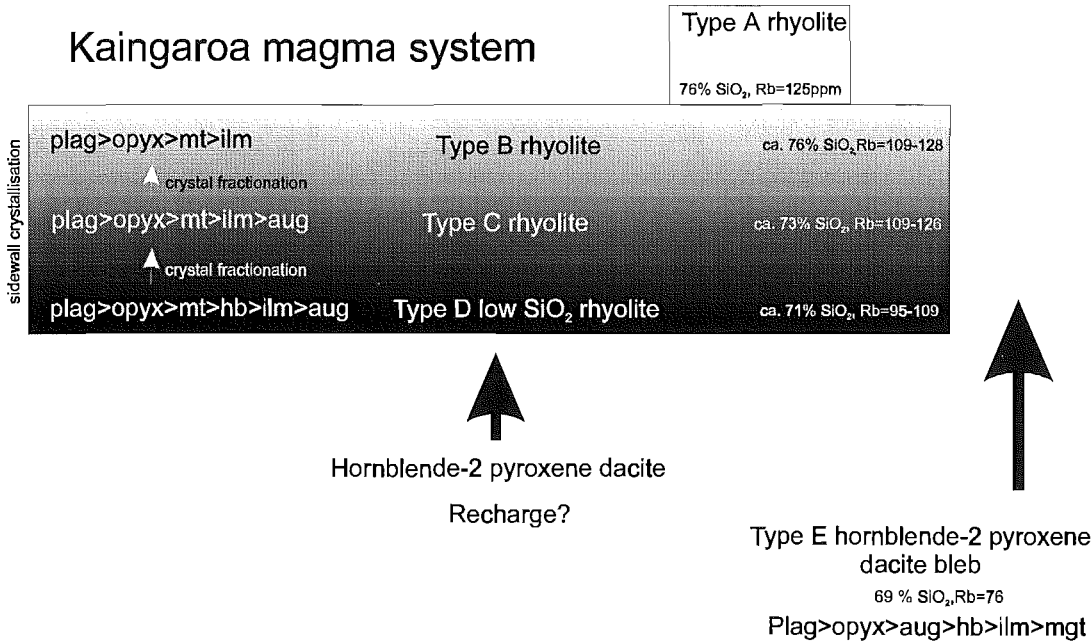 Kaingaroa magma system
Type A rhyolite
76% SiO₂, Rb=125ppm
sidewall crystallisation
plag>opyx>mt>ilm
Type B rhyolite
ca. 76% SiO₂,Rb=109-128
crystal fractionation
plag>opyx>mt>ilm>aug
Type C rhyolite
ca. 73% SiO₂, Rb=109-126
crystal fractionation
plag>opyx>mt>hb>ilm>aug
Type D low SiO₂ rhyolite
ca. 71% SiO₂, Rb=95-109
Hornblende-2 pyroxene dacite
Recharge?
Type E hornblende-2 pyroxene
dacite bleb
69 % SiO₂,Rb=76
Plag>opyx>aug>hb>ilm>mgt